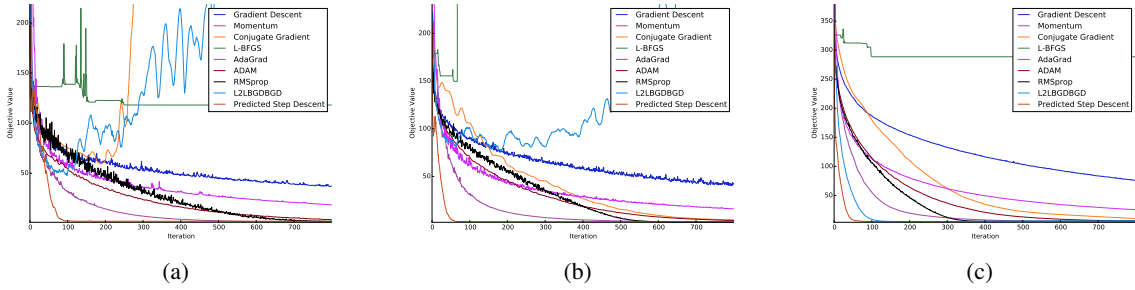 200
150
100
50
Objective Value
0
100
200
300
400
500
600
700
Iteration
Gradient Descent
Momentum
Conjugate Gradient
L-BFGS
AdaGrad
ADAM
RMSprop
L2LBGDBGD
Predicted Step Descent
(a)
200
150
100
50
Objective Value
0
100
200
300
400
500
600
700
Iteration
Gradient Descent
Momentum
Conjugate Gradient
L-BFGS
AdaGrad
ADAM
RMSprop
L2LBGDBGD
Predicted Step Descent
(b)
350
300
250
200
150
100
50
Objective Value
0
100
200
300
400
500
600
700
Iteration
Gradient Descent
Momentum
Conjugate Gradient
L-BFGS
AdaGrad
ADAM
RMSprop
L2LBGDBGD
Predicted Step Descent
(c)